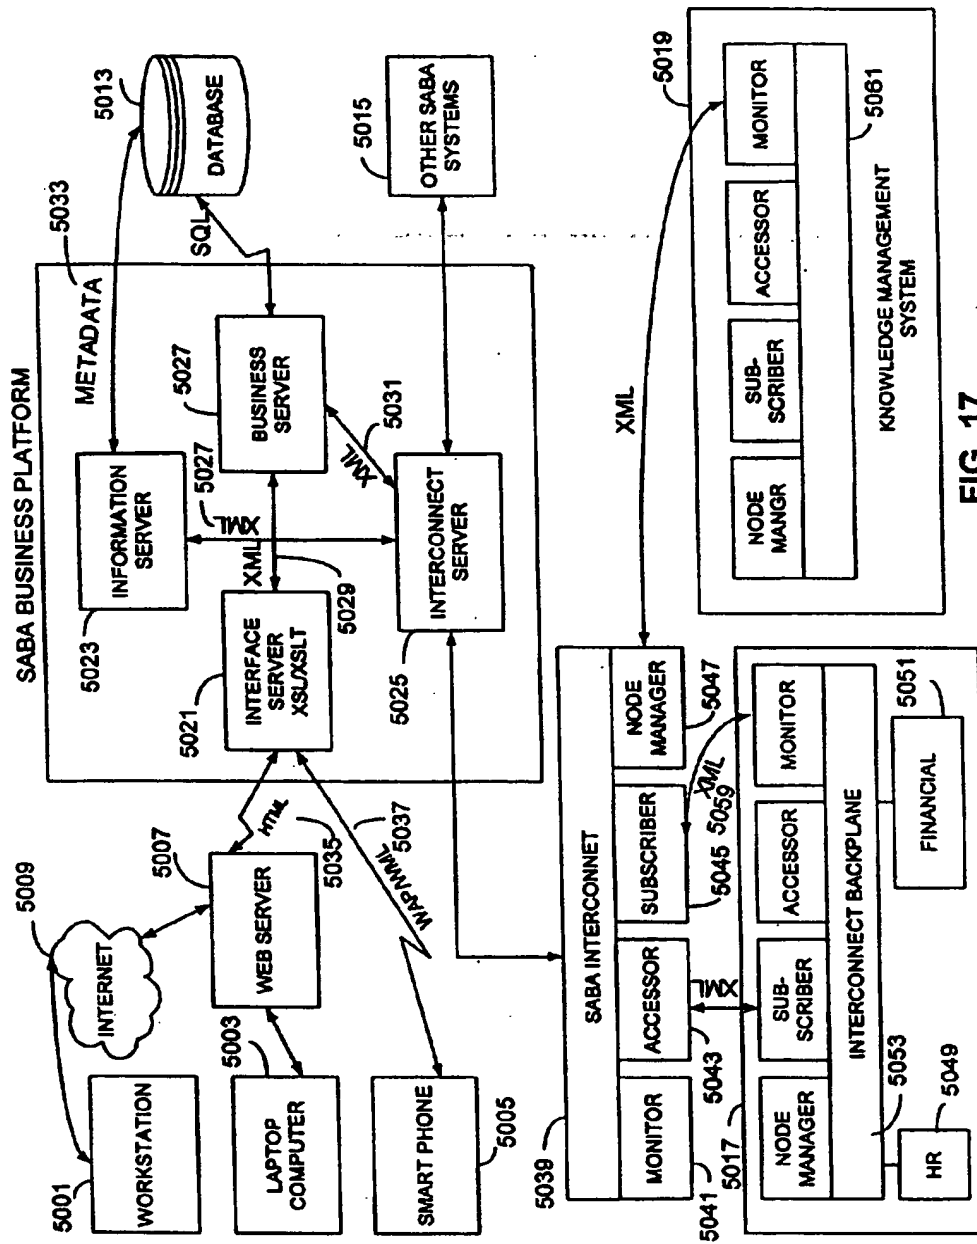 SABA BUSINESS PLATFORM
METADATA
5033
5013
DATABASE
SQL
5023
INFORMATION
SERVER
5027
XML
5027
BUSINESS
SERVER
XML
5029
XML
5031
5015
OTHER SABA
SYSTEMS
5021
INTERFACE
SERVER
XSL/XSLT
5025
INTERCONNECT
SERVER
5009
INTERNET
5007
WEB SERVER
HTML
5035
5037
WAP/WML
5001
WORKSTATION
5003
LAPTOP
COMPUTER
SMART PHONE
5005
5039
SABA INTERCONNET
MONITOR
ACCESSOR
SUBSCRIBER
NODE
MANAGER
5041
5043
5045
5047
XML
XML
5059
XML
5017
NODE
MANAGER
SUB-
SCRIBER
ACCESSOR
MONITOR
INTERCONNECT BACKPLANE
5053
HR
5049
FINANCIAL
5051
5019
NODE
MANGR
SUB-
SCRIBER
ACCESSOR
MONITOR
5061
KNOWLEDGE MANAGEMENT
SYSTEM
FIG. 17